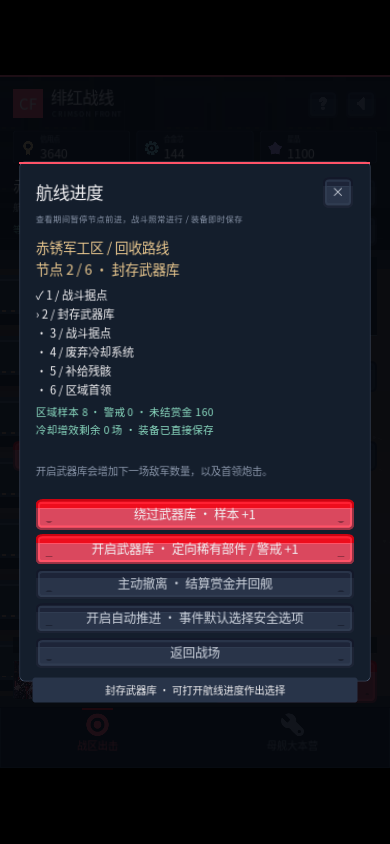 CF
绯红战线
?
3640
144
1100
航线进度
×
查看期间暂停节点前进，战斗照常进行 / 装备即时保存
赤锈军工区 / 回收路线
节点 2 / 6 · 封存武器库
✓ 1 / 战斗据点
› 2 / 封存武器库
· 3 / 战斗据点
· 4 / 废弃冷却系统
· 5 / 补给残骸
· 6 / 区域首领
区域样本 8 · 警戒 0 · 未结赏金 160
冷却增效剩余 0 场 · 装备已直接保存
开启武器库会增加下一场敌军数量，以及首领炮击。
绕过武器库 · 样本 +1
开启武器库 · 定向稀有部件 / 警戒 +1
主动撤离 · 结算赏金并回舰
开启自动推进 · 事件默认选择安全选项
返回战场
封存武器库 · 可打开航线进度作出选择